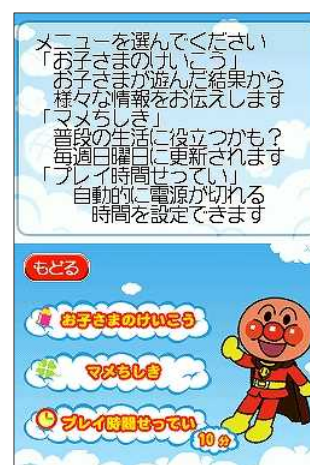 メニューを選んでください
「お子さまのけいこう」
お子さまが遊んだ結果から
様々な情報をお伝えします
「マメちしき」
普段の生活に役立つかも？
毎週日曜日に更新されます
「プレイ時間せってい」
自動的に電源が切れる
時間を設定できます
もどる
お子さまのけいこう
マメちしき
プレイ時間せってい
10分